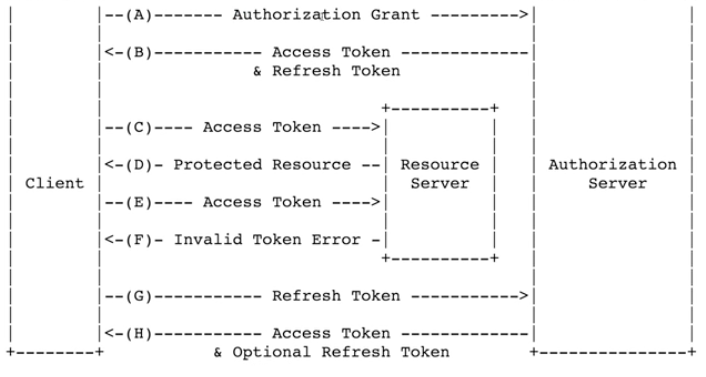 |--(A)------- Authorization Grant --------->|
|<-(B)----------- Access Token -------------|
& Refresh Token
+----------+
|--(C)---- Access Token ---->|
|<-(D)- Protected Resource --| Resource | Authorization
Client | Server | Server
|--(E)---- Access Token ---->|
|<-(F)- Invalid Token Error -|
+----------+
|--(G)----------- Refresh Token ----------->|
|<-(H)----------- Access Token -------------|
+--------+ & Optional Refresh Token +---------------+